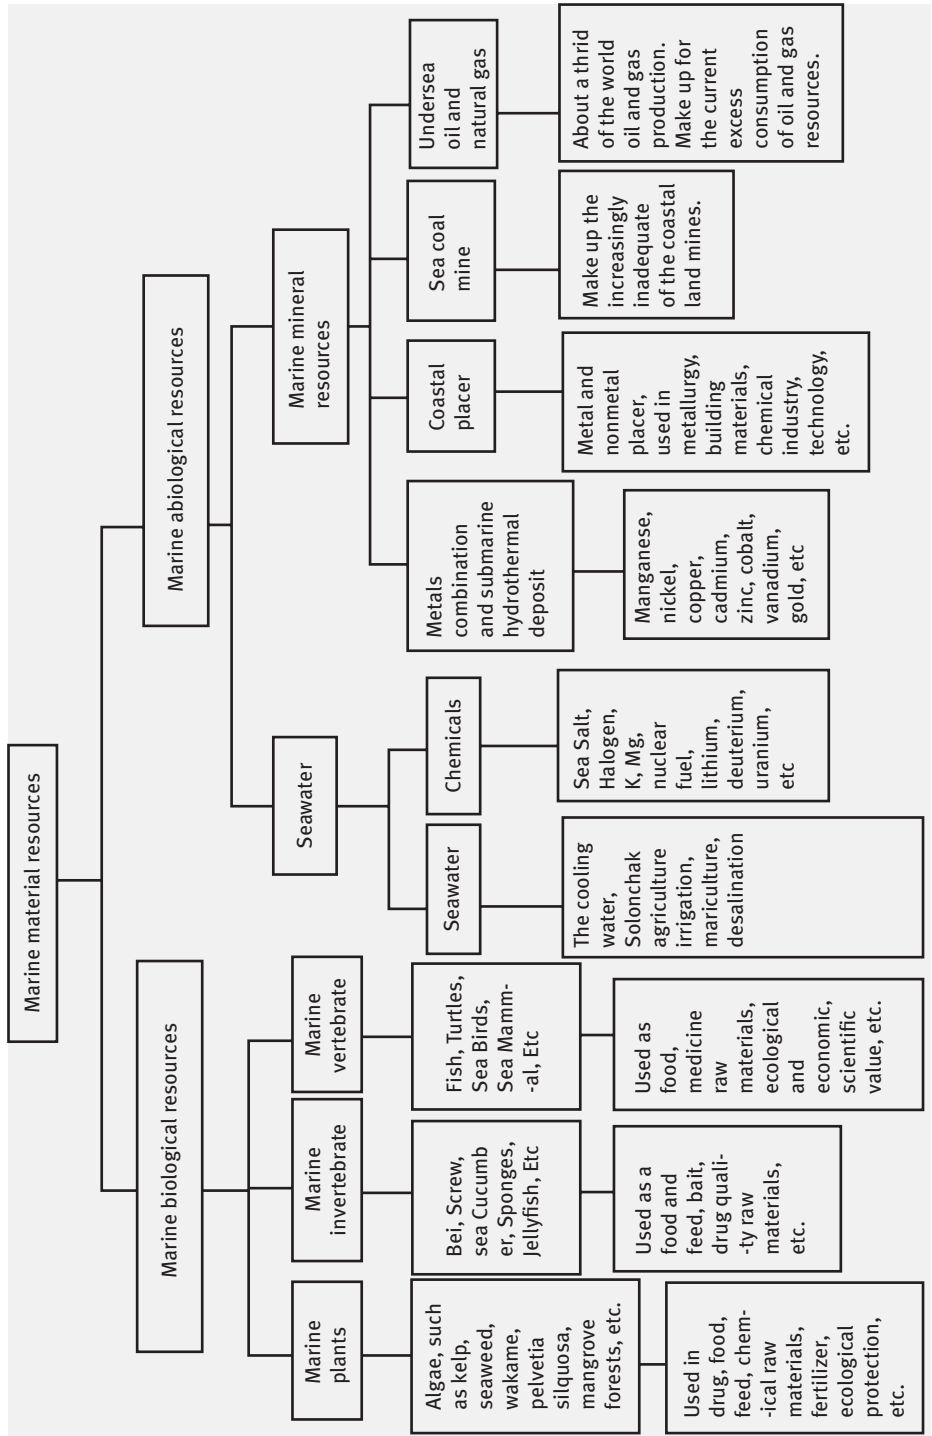 Marine material resources
Marine biological resources
Marine abiological resources
Marine
plants
Marine
invertebrate
Marine
vertebrate
Seawater
Marine mineral
resources
Seawater
Chemicals
Metals
combination
and submarine
hydrothermal
deposit
Coastal
placer
Sea coal
mine
Undersea
oil and
natural gas
Algae, such
as kelp,
seaweed,
wakame,
pelvetia
silquosa,
mangrove
forests, etc.
Bei, Screw,
sea Cucumb
er, Sponges,
Jellyfish, Etc
Fish, Turtles,
Sea Birds,
Sea Mamm-
-al, Etc
The cooling
water,
Solonchak
agriculture
irrigation,
mariculture,
desalination
Sea Salt,
Halogen,
K, Mg,
nuclear
fuel,
lithium,
deuterium,
uranium,
etc
Manganese,
nickel,
copper,
cadmium,
zinc, cobalt,
vanadium,
gold, etc
Metal and
nonmetal
placer,
used in
metallurgy,
building
materials,
chemical
industry,
technology,
etc.
Make up the
increasingly
inadequate
of the coastal
land mines.
About a thrid
of the world
oil and gas
production.
Make up for
the current
excess
consumption
of oil and gas
resources.
Used in
drug, food,
feed, chem-
-ical raw
materials,
fertilizer,
ecological
protection,
etc.
Used as a
food and
feed, bait,
drug quali-
-ty raw
materials,
etc.
Used as
food,
medicine
raw
materials,
ecological
and
economic,
scientific
value, etc.